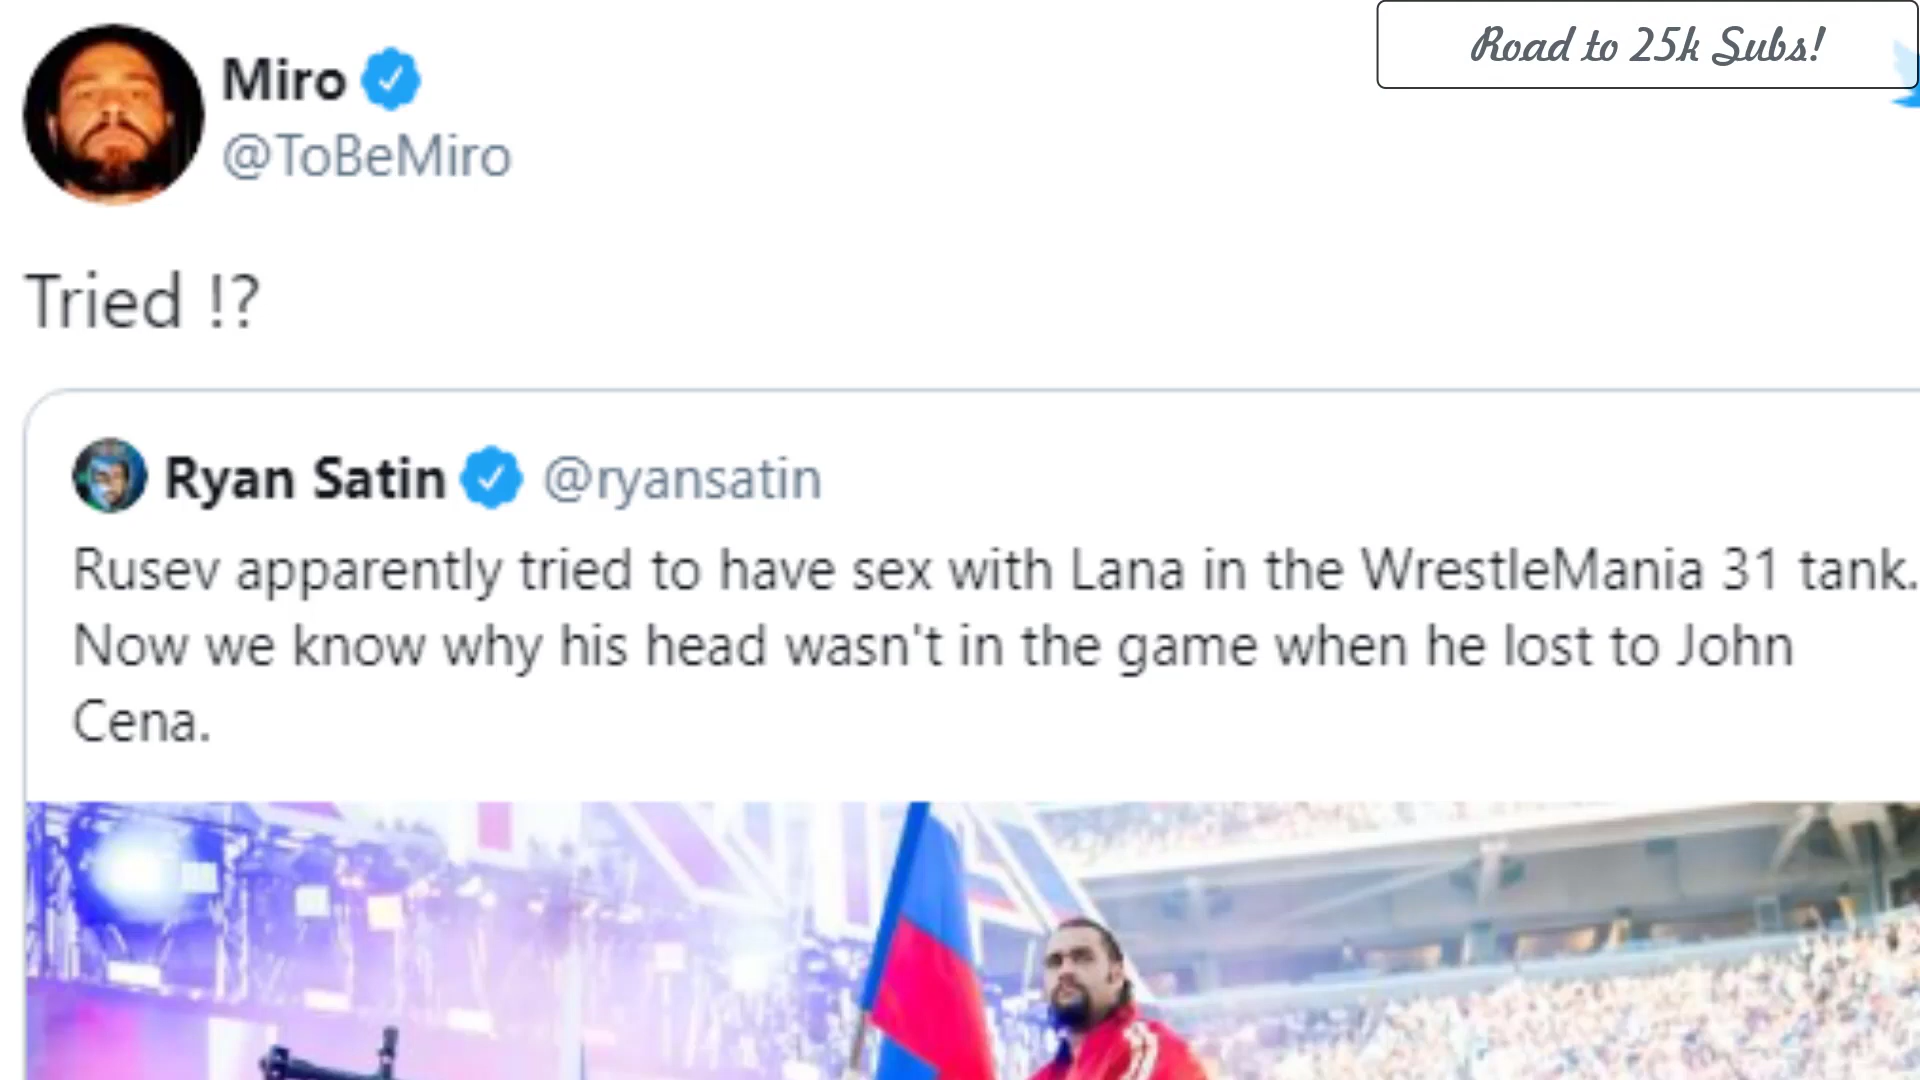 Road to 25k Subs!
Miro
@ToBeMiro
Tried !?
Ryan Satin @ryansatin
Rusev apparently tried to have sex with Lana in the WrestleMania 31 tank.
Now we know why his head wasn't in the game when he lost to John
Cena.